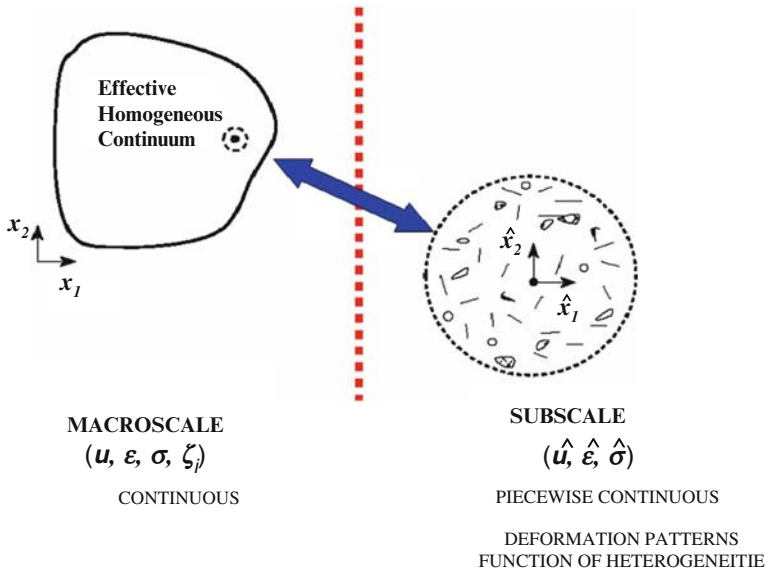 Effective
Homogeneous
Continuum
x₂
x₁
x̂₂
x̂₁
MACROSCALE
(u, ε, σ, ζᵢ)
CONTINUOUS
SUBSCALE
(û, ε̂, σ̂)
PIECEWISE CONTINUOUS
DEFORMATION PATTERNS
FUNCTION OF HETEROGENEITIE